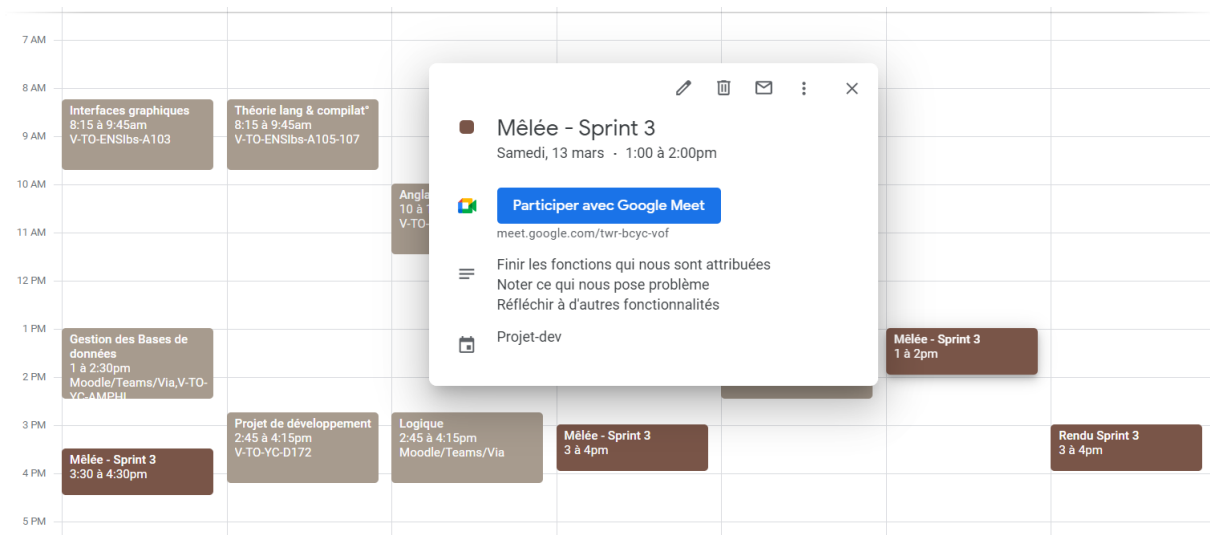 7 AM
8 AM
9 AM
10 AM
11 AM
12 PM
1 PM
2 PM
3 PM
4 PM
5 PM
Interfaces graphiques
8:15 à 9:45am
V-TO-ENSIbs-A103
Gestion des Bases de
données
1 à 2:30pm
Moodle/Teams/Via,V-TO-
YC-AMPHI
Mêlée - Sprint 3
3:30 à 4:30pm
Théorie lang & compilat°
8:15 à 9:45am
V-TO-ENSIbs-A105-107
Projet de développement
2:45 à 4:15pm
V-TO-YC-D172
Angla
10 à
V-TO-
Logique
2:45 à 4:15pm
Moodle/Teams/Via
Mêlée - Sprint 3
Samedi, 13 mars · 1:00 à 2:00pm
Participer avec Google Meet
meet.google.com/twr-bcyc-vof
Finir les fonctions qui nous sont attribuées
Noter ce qui nous pose problème
Réfléchir à d'autres fonctionnalités
Projet-dev
Mêlée - Sprint 3
3 à 4pm
Mêlée - Sprint 3
1 à 2pm
Rendu Sprint 3
3 à 4pm